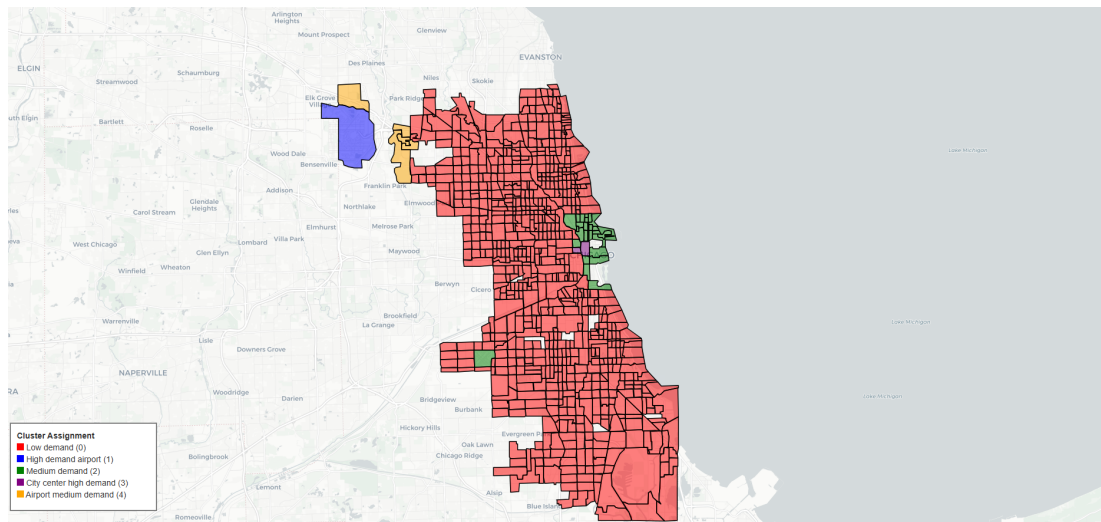 Arlington
Heights
Mount Prospect
Glenview
EVANSTON
Des Plaines
ELGIN
Schaumburg
Niles
Skokie
Streamwood
Elk Grove
Park Ridge
outh Elgin
Bartlett
Roselle
Lake Michigan
Wood Dale
Bensenville
Addison
Franklin Park
Glendale
Heights
Northlake
Carol Stream
Elmhurst
Melrose Park
West Chicago
Lombard
Villa Park
Glen Ellyn
Maywood
Winfield
Wheaton
Berwyn
Cicero
Brookfield
La Grange
Warrenville
Lake Michigan
Lisle
Downers Grove
NAPERVILLE
Woodridge
Darien
Bridgeview
Burbank
Lake Michigan
Hickory Hills
Evergreen
Oak Lawn
Chicago Ridge
Bolingbrook
Lemont
Alsip
Blue Island
Romeoville
Cluster Assignment
Low demand (0)
High demand airport (1)
Medium demand (2)
City center high demand (3)
Airport medium demand (4)